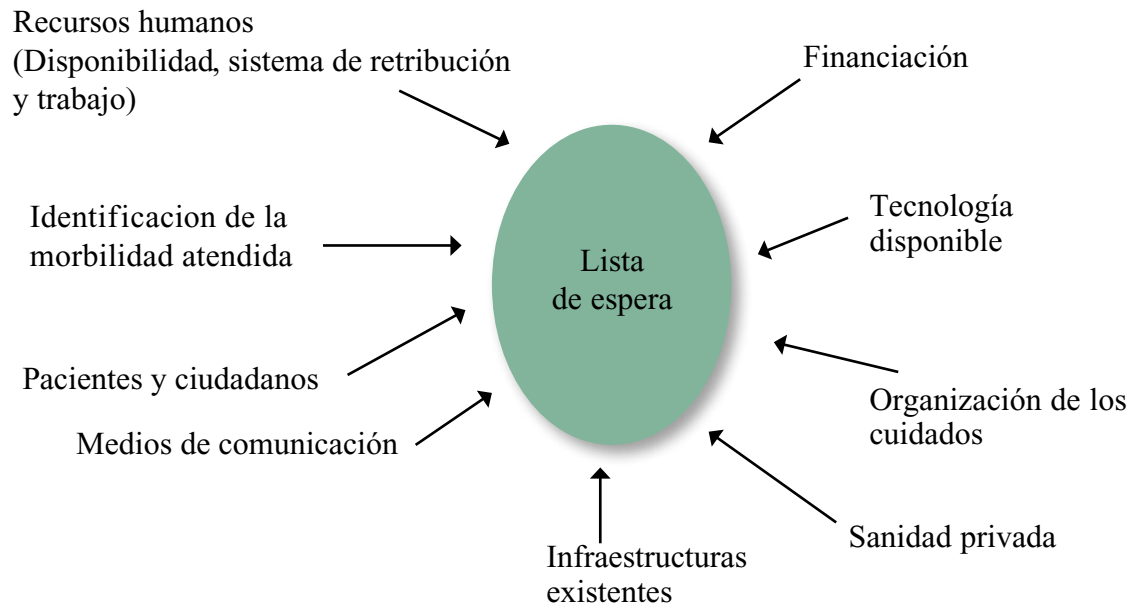 Recursos humanos
(Disponibilidad, sistema de retribución
y trabajo)
Financiación
Identificacion de la
morbilidad atendida
Tecnología
disponible
Lista
de espera
Pacientes y ciudadanos
Organización de los
cuidados
Medios de comunicación
Sanidad privada
Infraestructuras
existentes